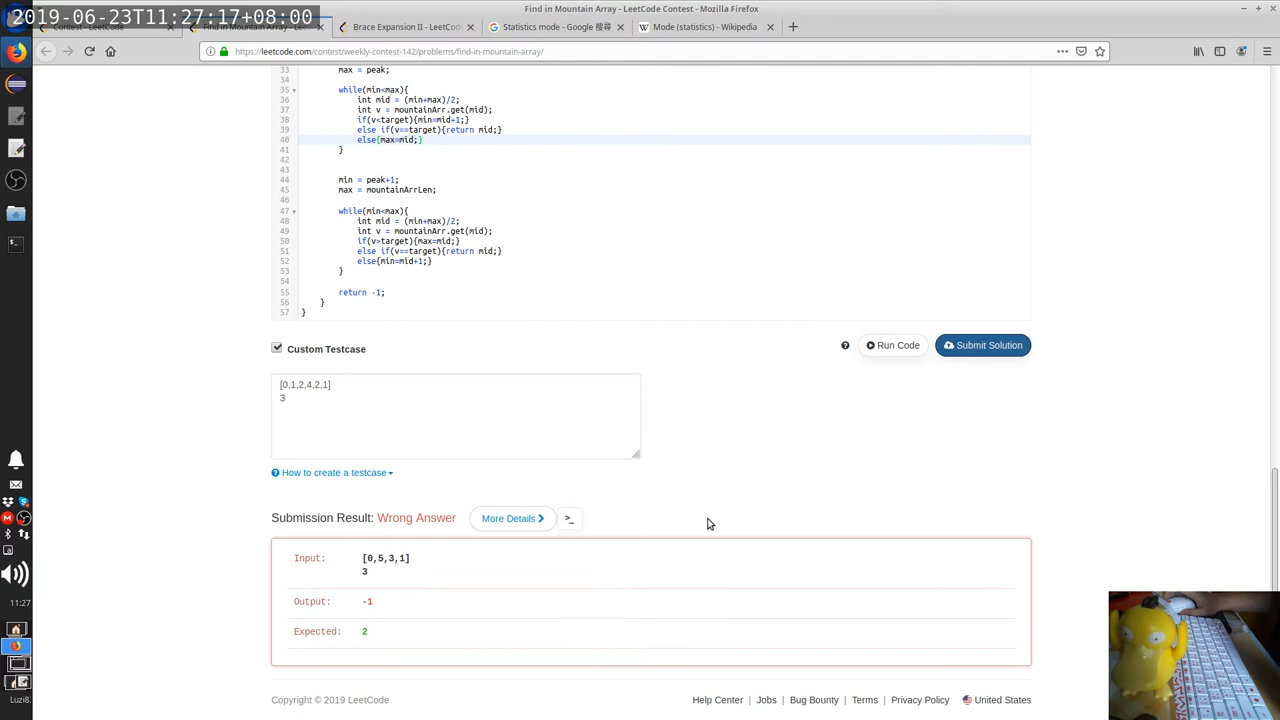 2019-06-23T11:27:17+08:00
Find in Mountain Array - LeetCode Contest - Mozilla Firefox
Contest - LeetCode
Find in Mountain Array - Leet
Brace Expansion II - LeetCo
Statistics mode - Google 搜尋
Mode (statistics) - Wikipedia
https://leetcode.com/contest/weekly-contest-142/problems/find-in-mountain-array/
33 max = peak;
34
35 while(min<max){
36 int mid = (min+max)/2;
37 int v = mountainArr.get(mid);
38 if(v<target){min=mid+1;}
39 else if(v==target){return mid;}
40 else{max=mid;}
41 }
42
43
44 min = peak+1;
45 max = mountainArrLen;
46
47 while(min<max){
48 int mid = (min+max)/2;
49 int v = mountainArr.get(mid);
50 if(v>target){max=mid;}
51 else if(v==target){return mid;}
52 else{min=mid+1;}
53 }
54
55 return -1;
56 }
57 }
Custom Testcase
Run Code
Submit Solution
[0,1,2,4,2,1]
3
How to create a testcase
Submission Result: Wrong Answer
More Details
>_
Input: [0,5,3,1]
3
Output: -1
Expected: 2
11:27
Luzi8
Copyright © 2019 LeetCode
Help Center | Jobs | Bug Bounty | Terms | Privacy Policy
United States